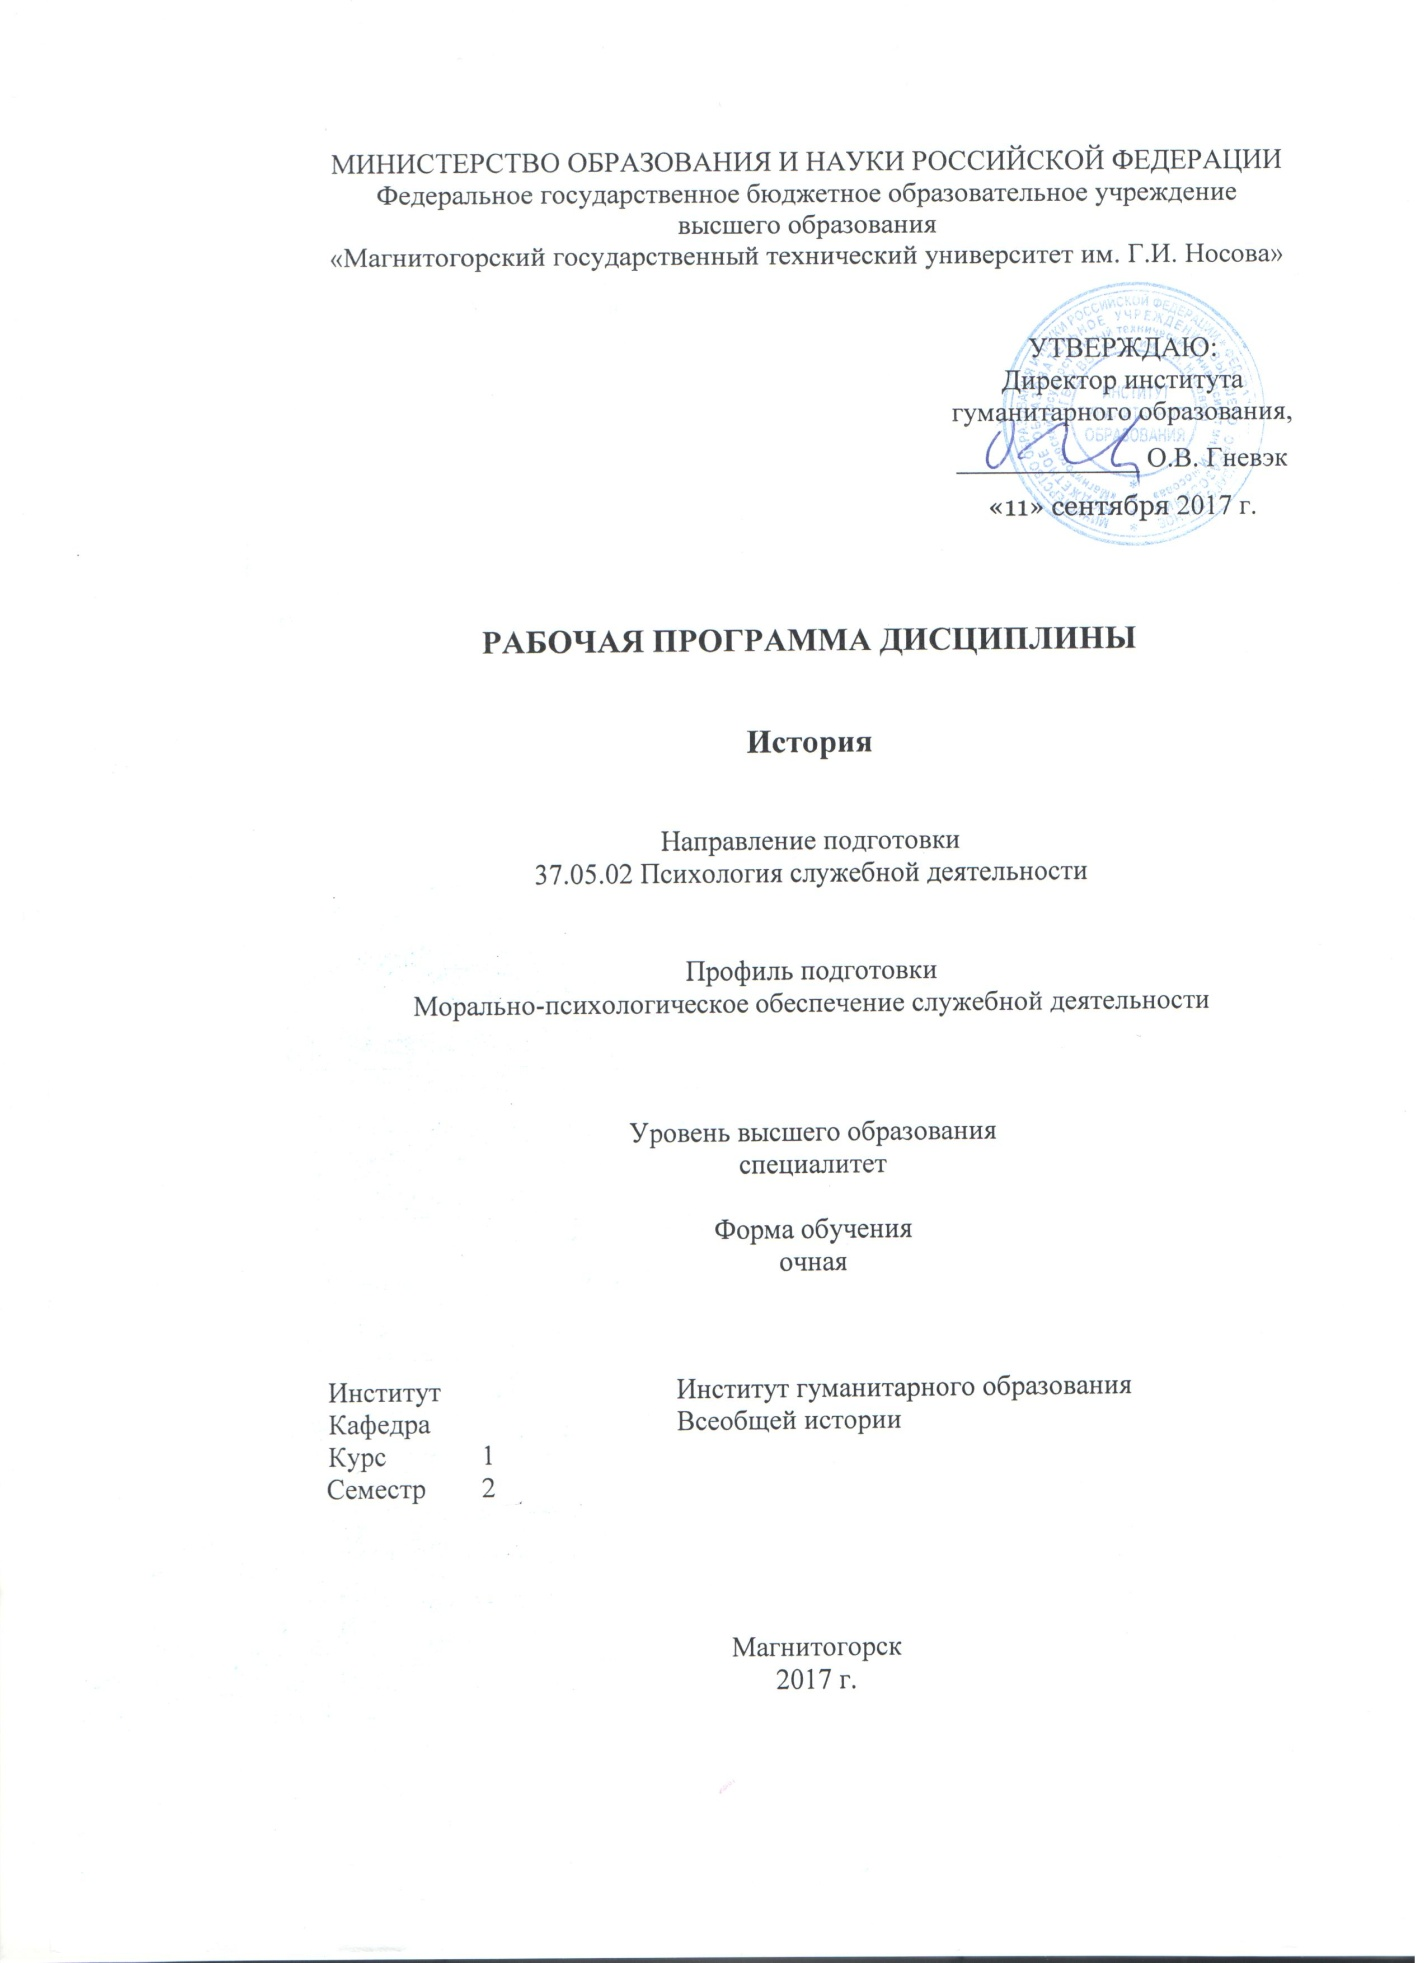 МИНИСТЕРСТВО ОБРАЗОВАНИЯ И НАУКИ РОССИЙСКОЙ ФЕДЕРАЦИИ
Федеральное государственное бюджетное образовательное учреждение
высшего образования
«Магнитогорский государственный технический университет им. Г.И. Носова»
УТВЕРЖДАЮ:
Директор института
гуманитарного образования,
О.В. Гневэк
«11» сентября 2017 г.
ИНСТИТУТ
ОБРАЗОВАНИЯ
РАБОЧАЯ ПРОГРАММА ДИСЦИПЛИНЫ
История
Направление подготовки
37.05.02 Психология служебной деятельности
Профиль подготовки
Морально-психологическое обеспечение служебной деятельности
Уровень высшего образования
специалитет
Форма обучения
очная
Институт Институт гуманитарного образования
Кафедра Всеобщей истории
Курс 1
Семестр 2
Магнитогорск
2017 г.